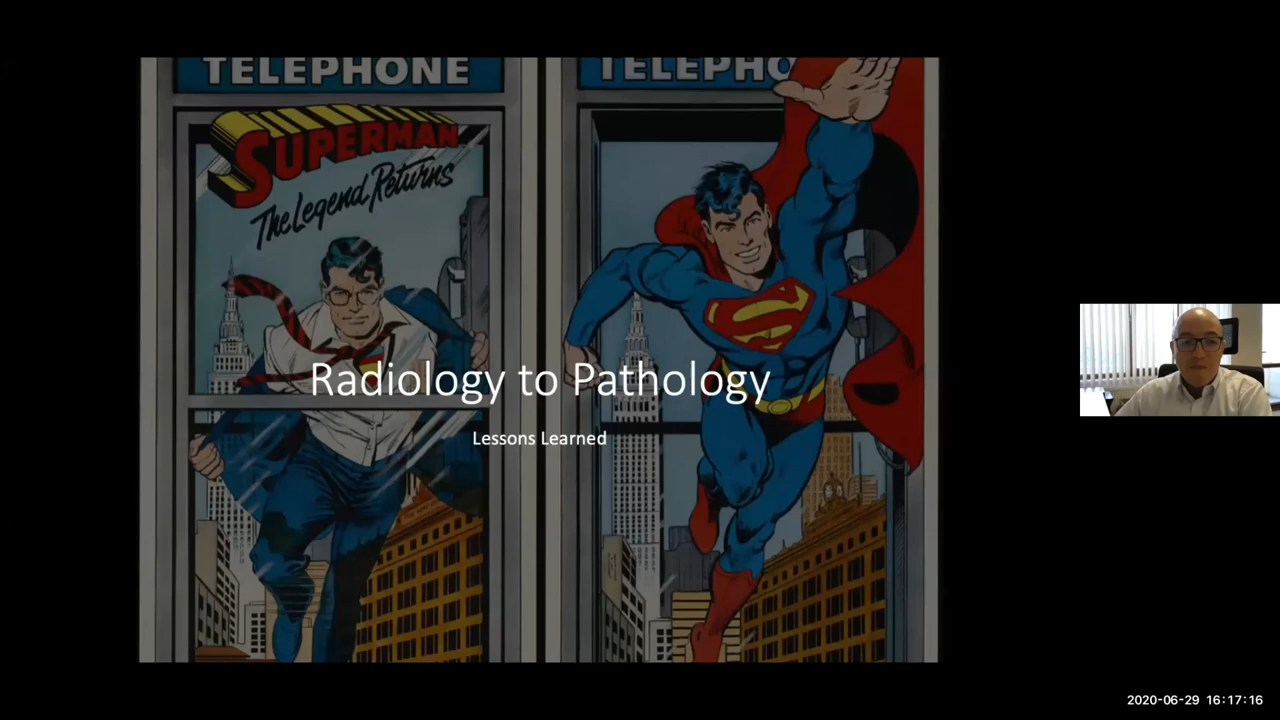 TELEPHONE
TELEPHO
SUPERMAN
The Legend Returns
Radiology to Pathology
Lessons Learned
2020-06-29 16:17:16